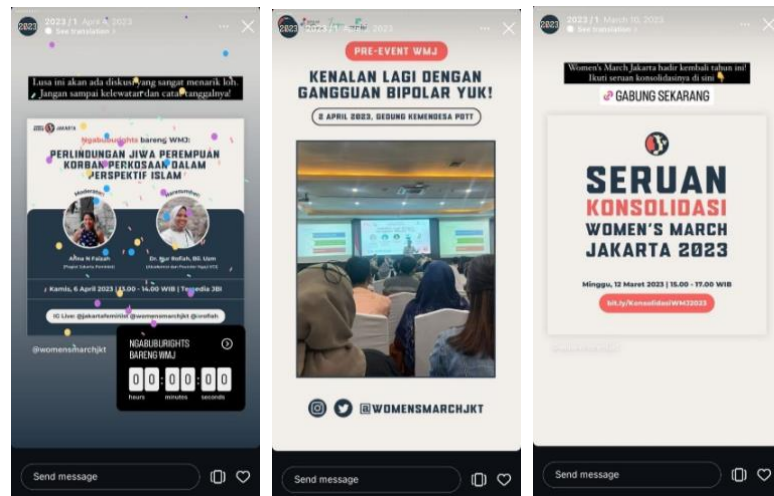 2023 / 1 April 4, 2023
See translation >
Lusa ini akan ada diskusi yang sangat menarik loh.
Jangan sampai kelewatan dan catat tanggalnya!
JAKARTA
Ngabuburights bareng WMJ:
PERLINDUNGAN JIWA PEREMPUAN
KORBAN PERKOSAAN DALAM
PERSPEKTIF ISLAM
Moderator:
Narasumber:
Dr. Nur Rofiah, Bil. Uzm
Kamis, 6 April 2023 | 13.00 - 14.00 WIB | Tersedia JBI
IG Live: @jakartafeminist @womensmarchjkt @nrofiah
@womensmarchjkt
NGABUBURIGHTS
BARENG WMJ
00:00:00
hours minutes seconds
Send message
2023 / 1
PRE-EVENT WMJ
KENALAN LAGI DENGAN
GANGGUAN BIPOLAR YUK!
2 APRIL 2023, GEDUNG KEMENDESA PDTT
@WOMENSMARCHJKT
Send message
2023 / 1 March 10, 2023
See translation >
Women's March Jakarta hadir kembali tahun ini!
Ikuti seruan konsolidasinya di sini 👇
GABUNG SEKARANG
SERUAN
KONSOLIDASI
WOMEN'S MARCH
JAKARTA 2023
Minggu, 12 Maret 2023 | 15.00 - 17.00 WIB
bit.ly/KonsolidasiWMJ2023
Send message